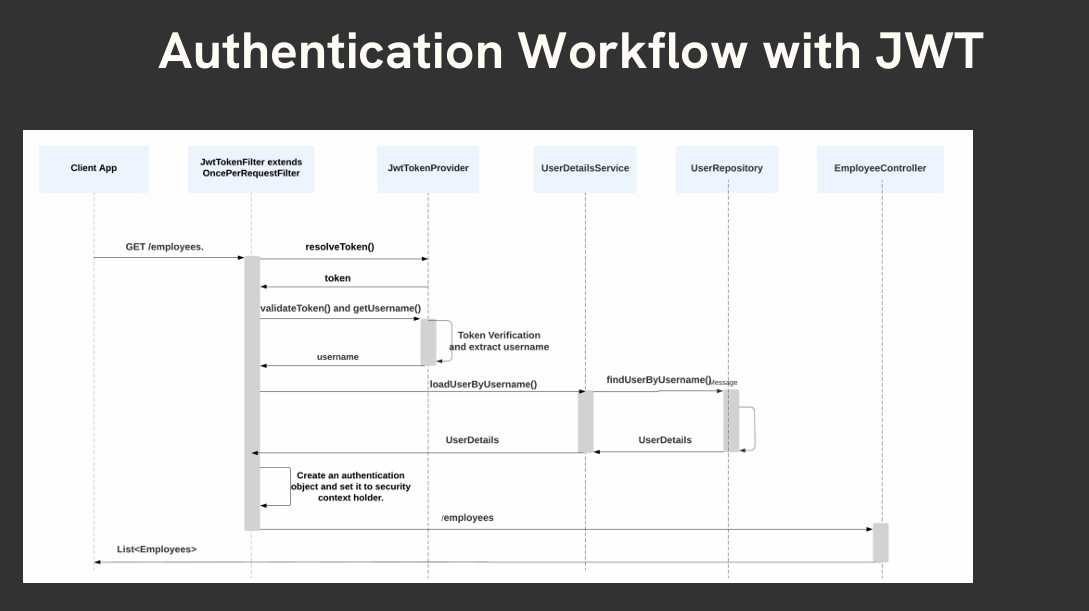 Authentication Workflow with JWT
Client App
JwtTokenFilter extends
OncePerRequestFilter
JwtTokenProvider
UserDetailsService
UserRepository
EmployeeController
GET /employees.
resolveToken()
token
validateToken() and getUsername()
Token Verification
and extract username
username
loadUserByUsername()
findUserByUsername()
Message
UserDetails
UserDetails
Create an authentication
object and set it to security
context holder.
/employees
List<Employees>